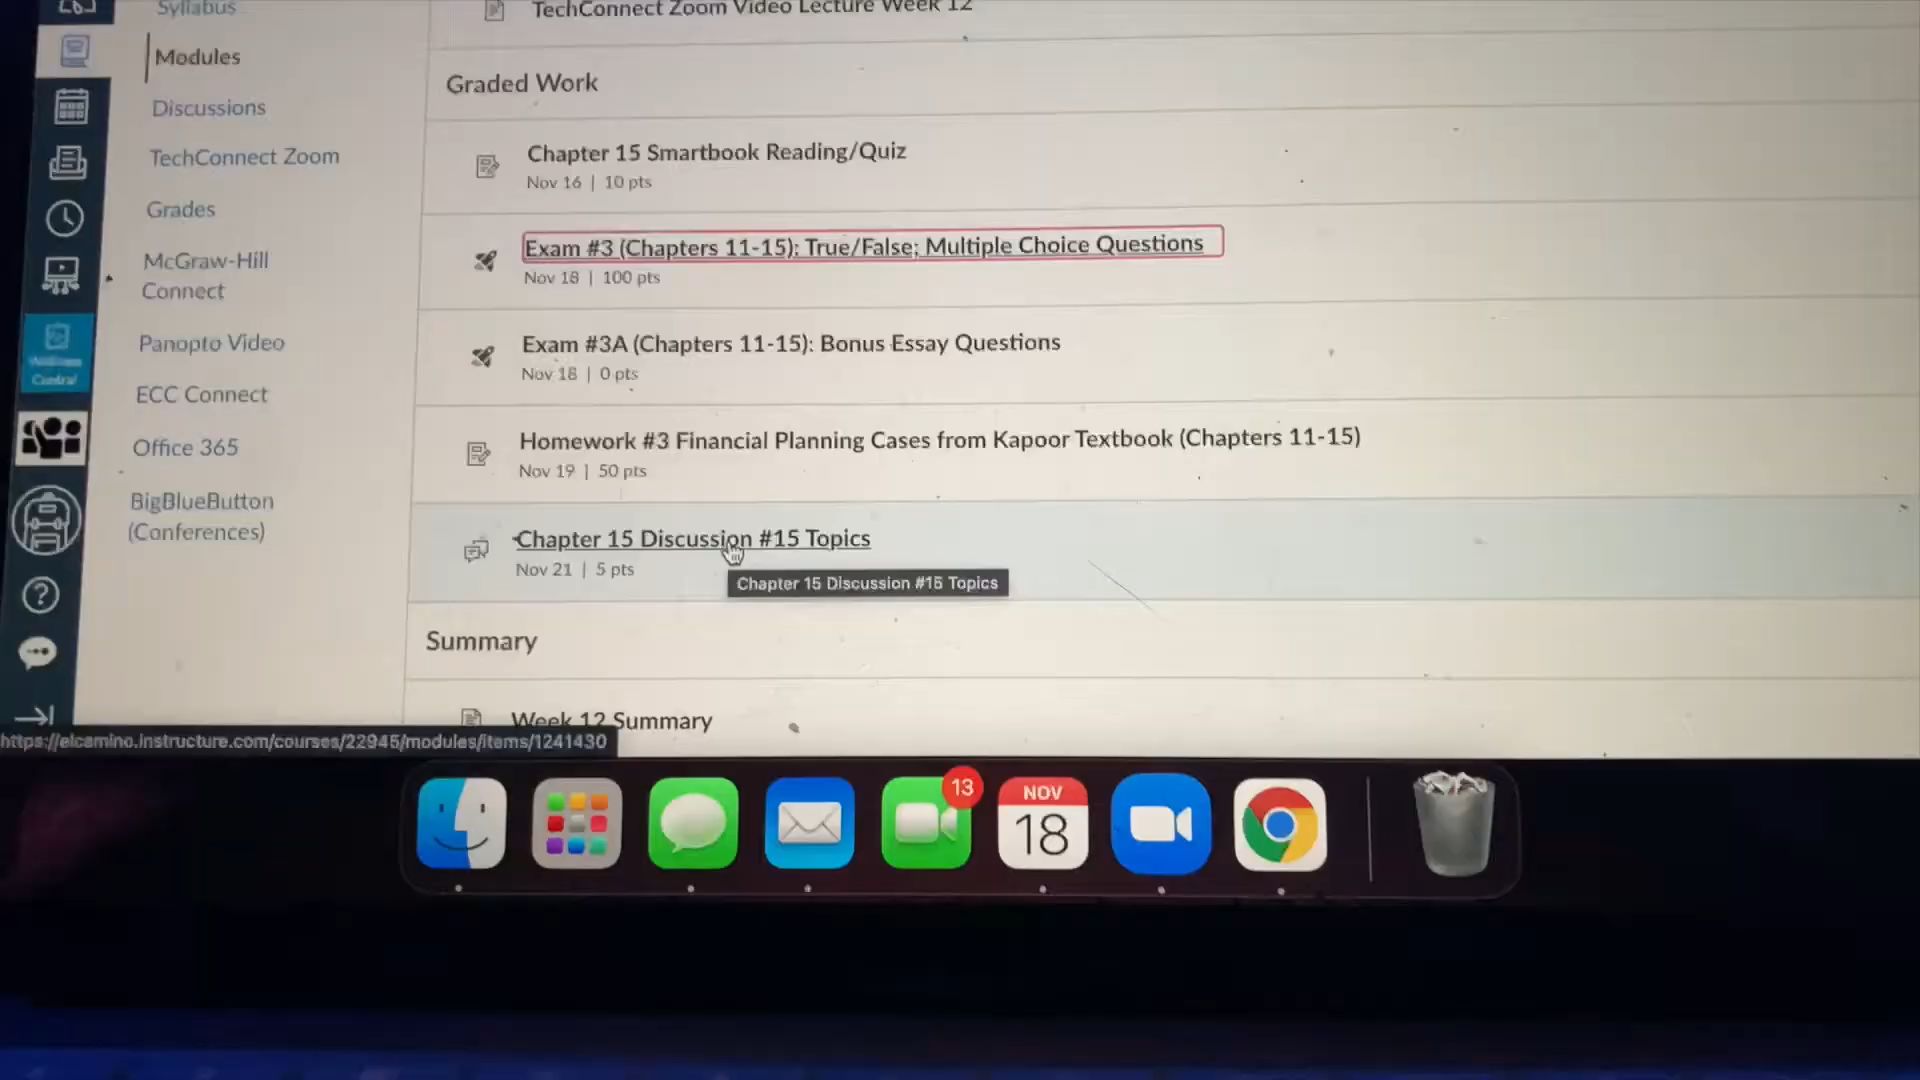 Syllabus
TechConnect Zoom Video Lecture Week 12
Modules
Graded Work
Discussions
Chapter 15 Smartbook Reading/Quiz
Nov 16 | 10 pts
TechConnect Zoom
Grades
Exam #3 (Chapters 11-15): True/False; Multiple Choice Questions
Nov 18 | 100 pts
McGraw-Hill
Connect
Panopto Video
Exam #3A (Chapters 11-15): Bonus Essay Questions
Nov 18 | 0 pts
ECC Connect
Office 365
Homework #3 Financial Planning Cases from Kapoor Textbook (Chapters 11-15)
Nov 19 | 50 pts
BigBlueButton
(Conferences)
Chapter 15 Discussion #15 Topics
Nov 21 | 5 pts
Chapter 15 Discussion #15 Topics
Summary
Week 12 Summary
https://elcamino.instructure.com/courses/22945/modules/items/1241430
13
NOV
18